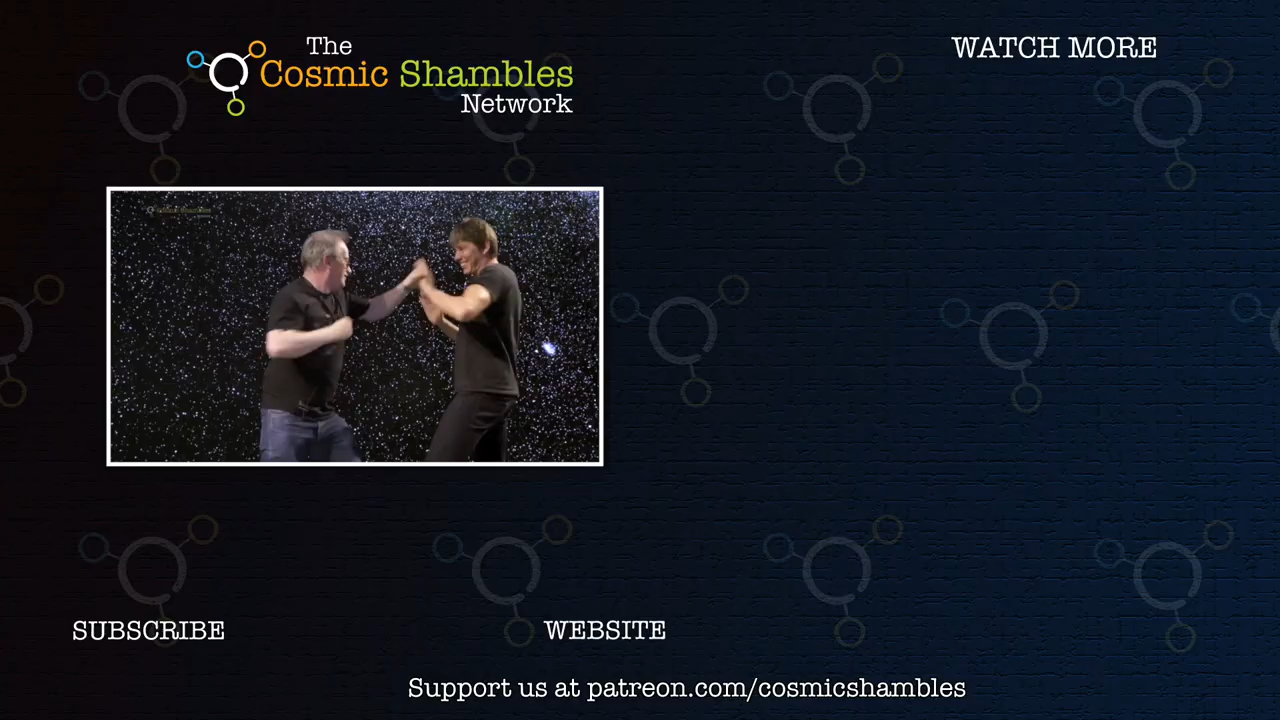 The
Cosmic Shambles
Network
WATCH MORE
SUBSCRIBE
WEBSITE
Support us at patreon.com/cosmicshambles